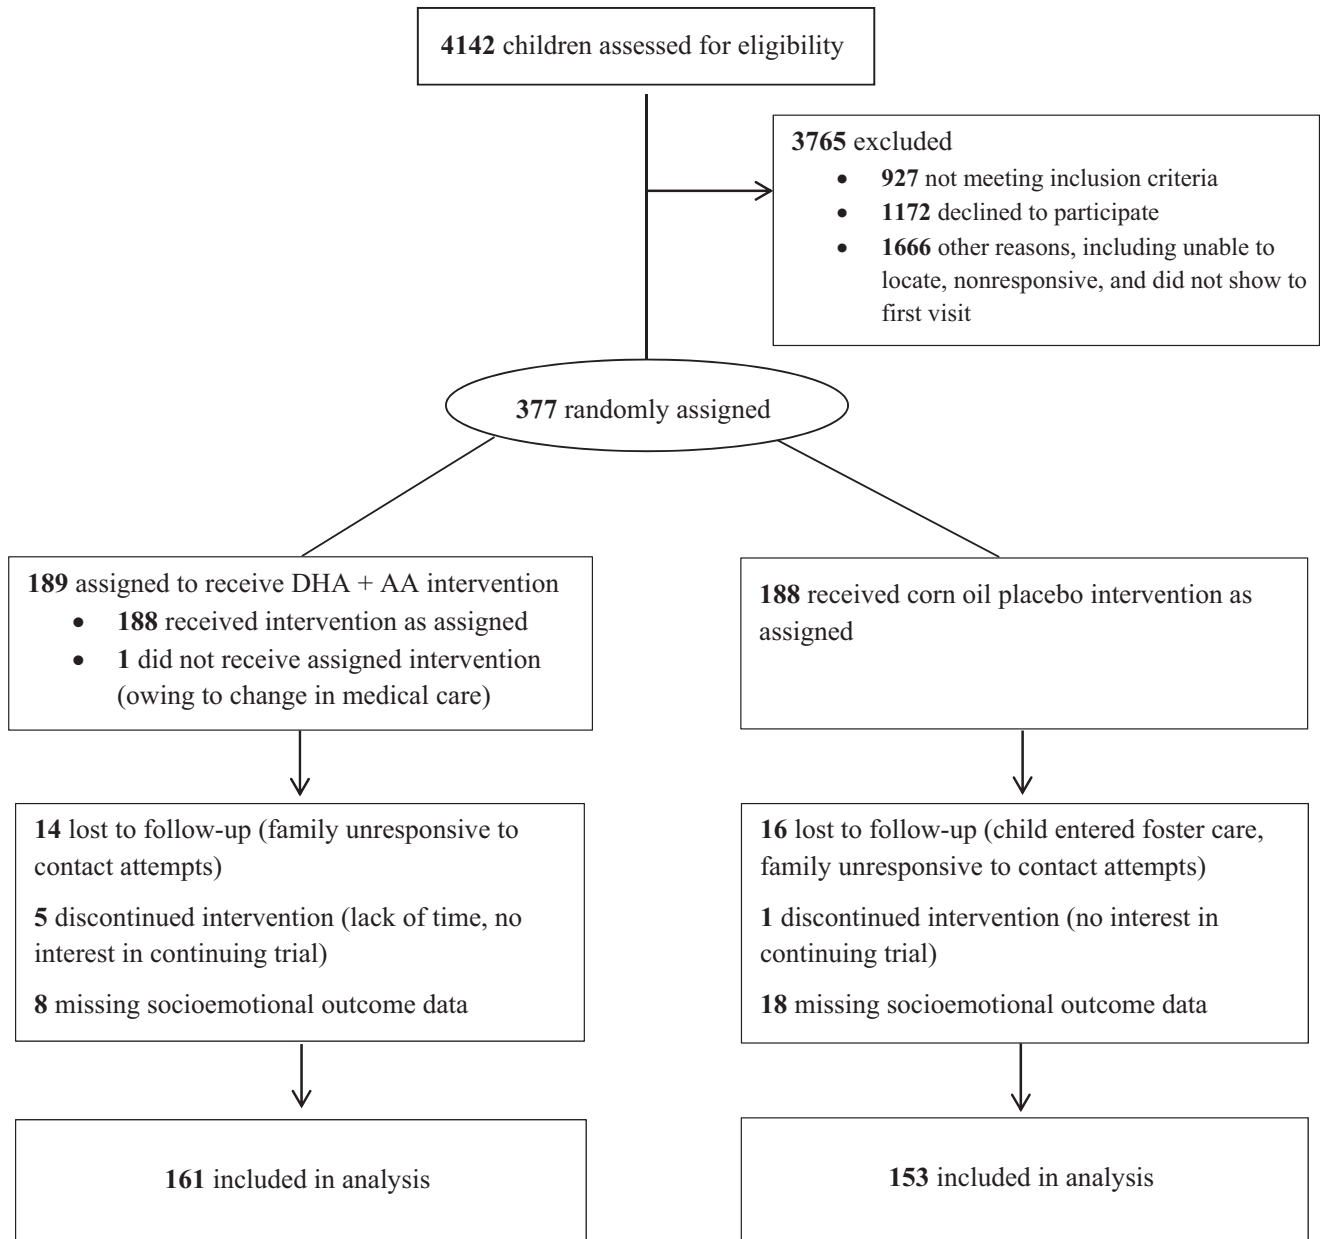 4142 children assessed for eligibility
3765 excluded
• 927 not meeting inclusion criteria
• 1172 declined to participate
• 1666 other reasons, including unable to
locate, nonresponsive, and did not show to
first visit
377 randomly assigned
189 assigned to receive DHA + AA intervention
• 188 received intervention as assigned
• 1 did not receive assigned intervention
(owing to change in medical care)
188 received corn oil placebo intervention as
assigned
14 lost to follow-up (family unresponsive to
contact attempts)
5 discontinued intervention (lack of time, no
interest in continuing trial)
8 missing socioemotional outcome data
16 lost to follow-up (child entered foster care,
family unresponsive to contact attempts)
1 discontinued intervention (no interest in
continuing trial)
18 missing socioemotional outcome data
161 included in analysis
153 included in analysis